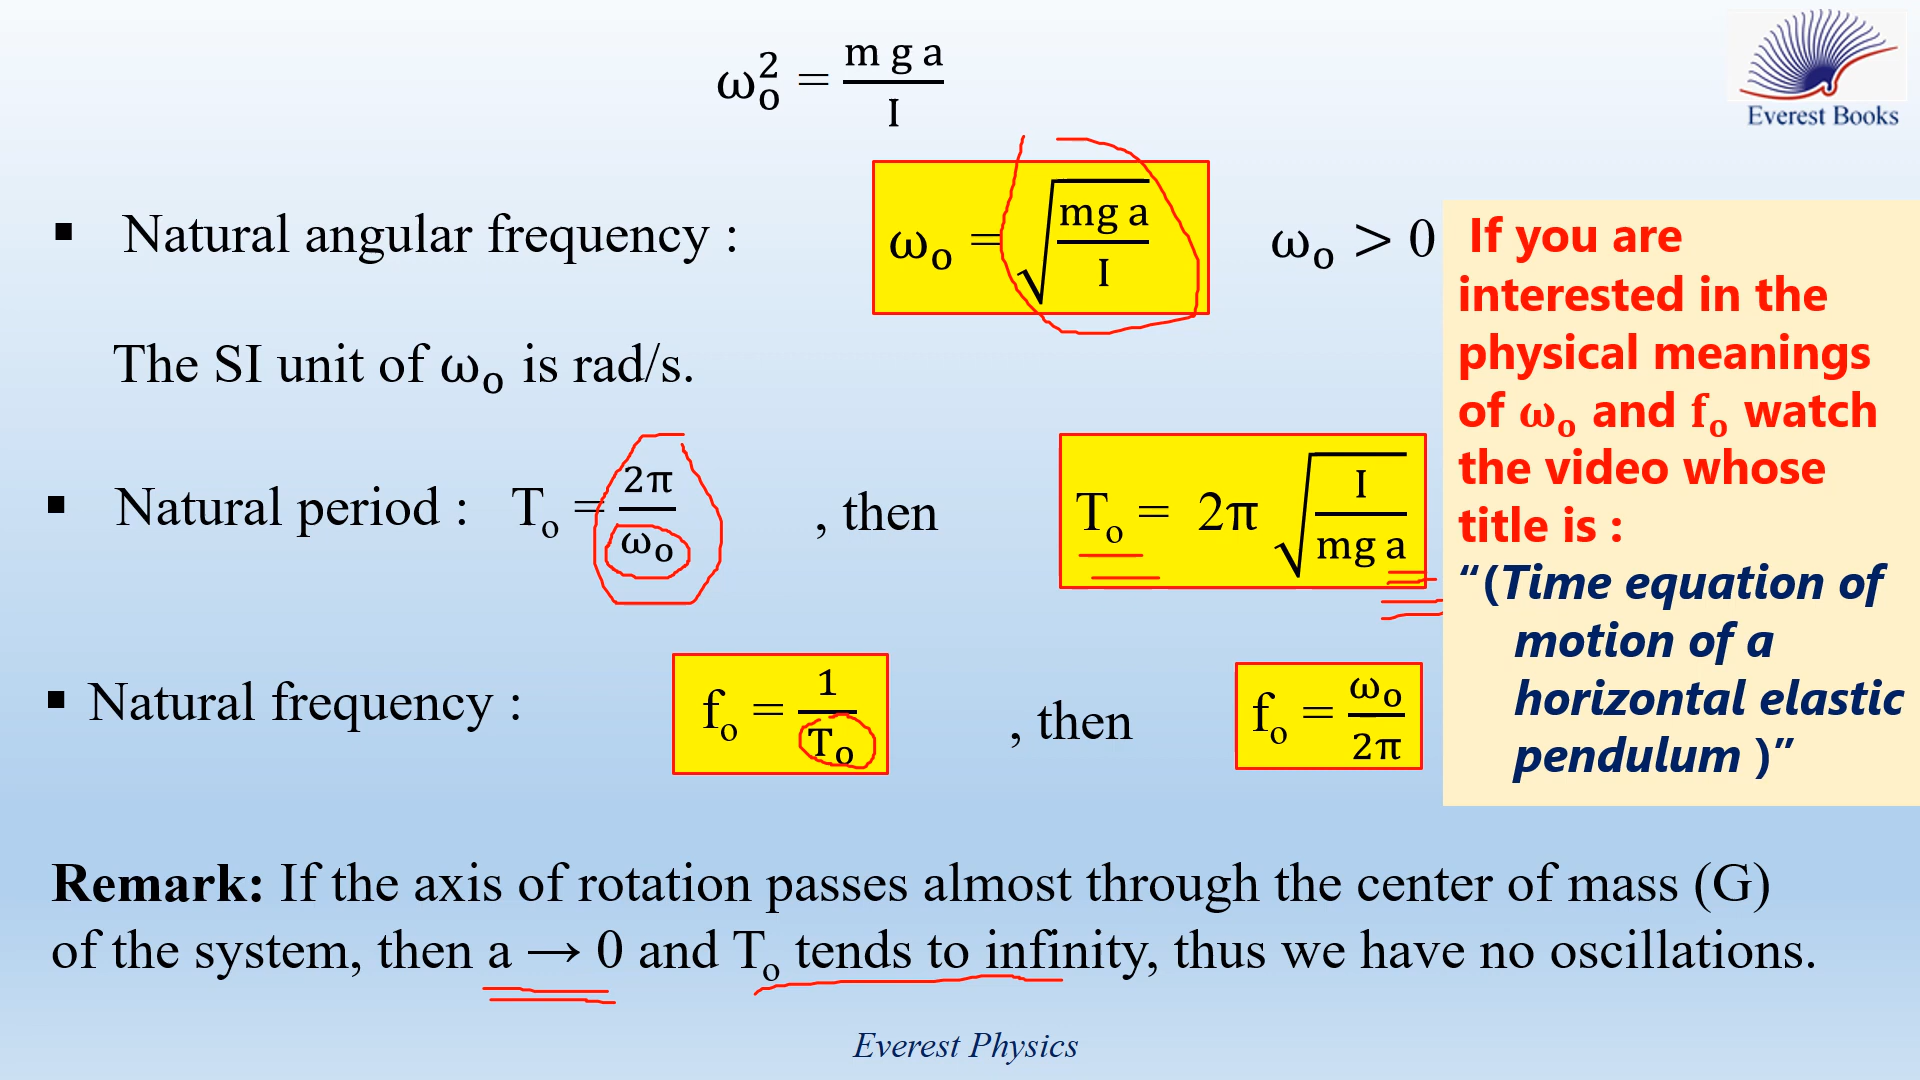 ω₀² = m g a / I
Everest Books
▪ Natural angular frequency : ω₀ = √(mg a / I) ω₀ > 0
The SI unit of ω₀ is rad/s.
▪ Natural period : T₀ = 2π / ω₀ , then T₀ = 2π √(I / mg a)
▪ Natural frequency : f₀ = 1 / T₀ , then f₀ = ω₀ / 2π
If you are
interested in the
physical meanings
of ω₀ and f₀ watch
the video whose
title is :
“(Time equation of
motion of a
horizontal elastic
pendulum )”
Remark: If the axis of rotation passes almost through the center of mass (G)
of the system, then a → 0 and T₀ tends to infinity, thus we have no oscillations.
Everest Physics